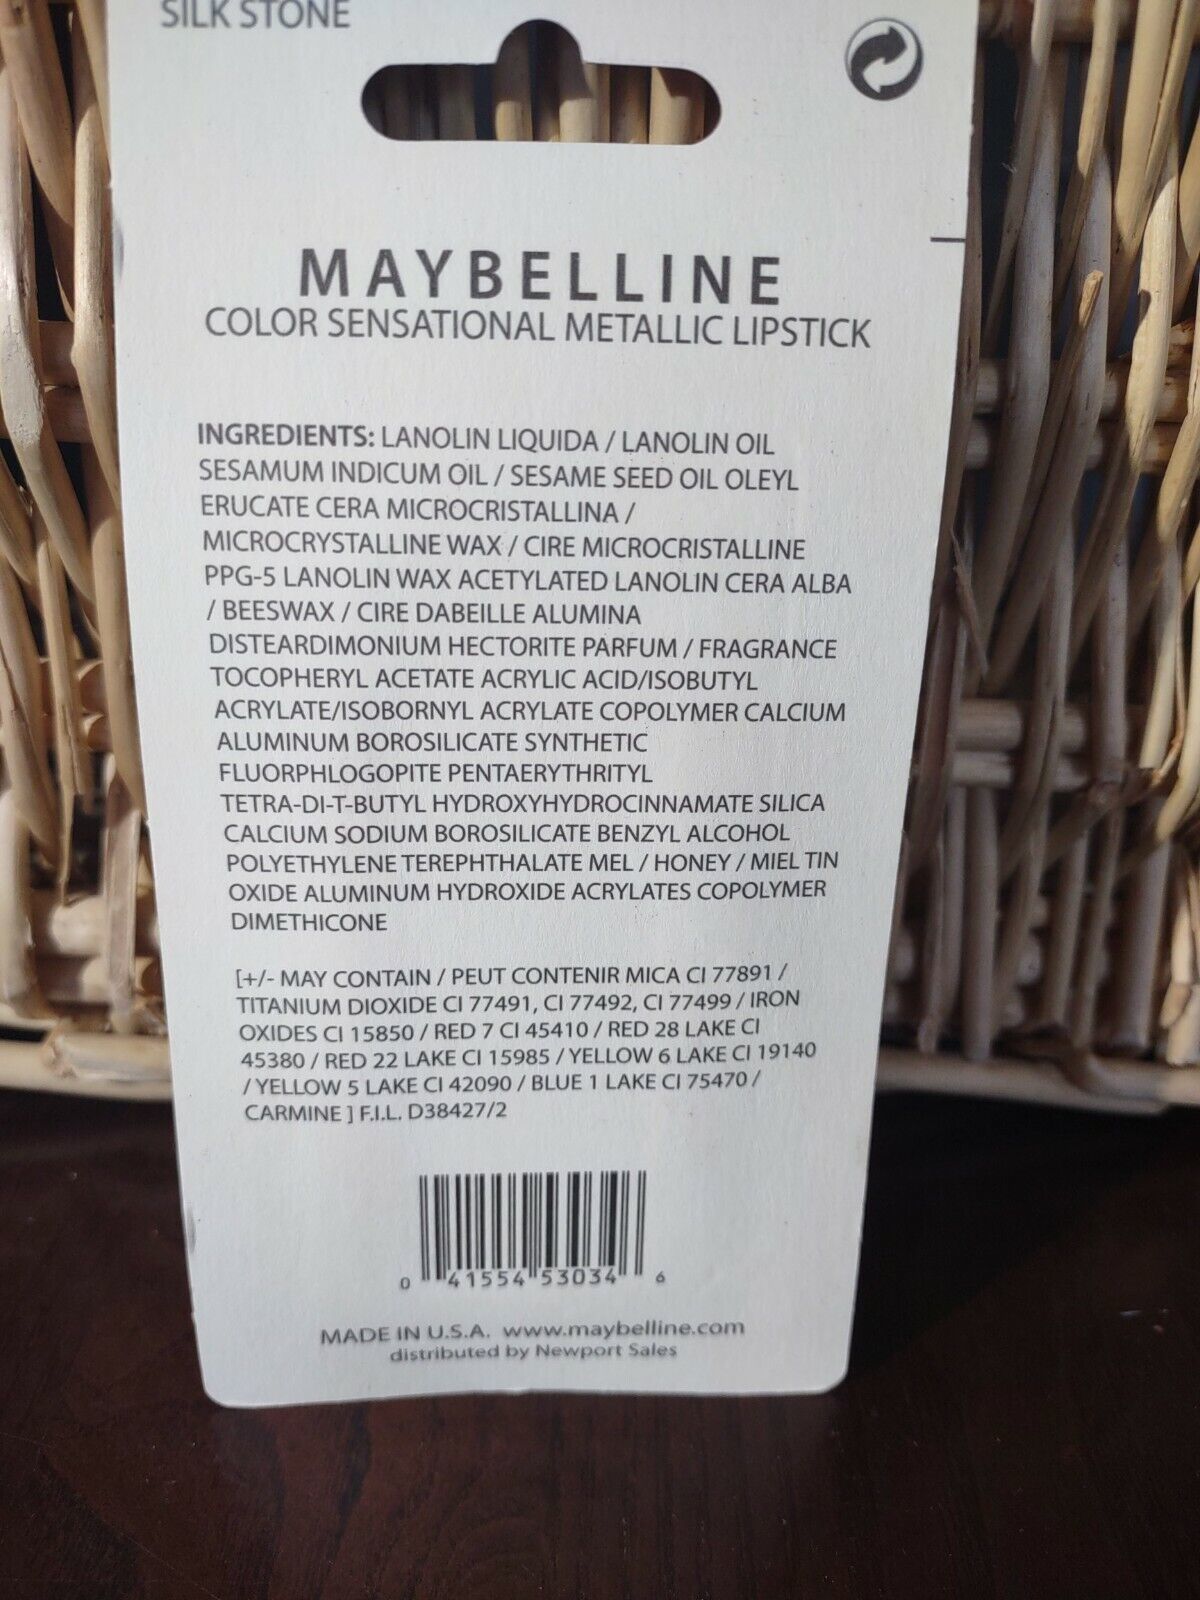 SILK STONE
MAYBELLINE
COLOR SENSATIONAL METALLIC LIPSTICK
INGREDIENTS: LANOLIN LIQUIDA / LANOLIN OIL
SESAMUM INDICUM OIL / SESAME SEED OIL OLEYL
ERUCATE CERA MICROCRISTALLINA /
MICROCRYSTALLINE WAX / CIRE MICROCRISTALLINE
PPG-5 LANOLIN WAX ACETYLATED LANOLIN CERA ALBA
/ BEESWAX / CIRE DABEILLE ALUMINA
DISTEARDIMONIUM HECTORITE PARFUM / FRAGRANCE
TOCOPHERYL ACETATE ACRYLIC ACID/ISOBUTYL
ACRYLATE/ISOBORNYL ACRYLATE COPOLYMER CALCIUM
ALUMINUM BOROSILICATE SYNTHETIC
FLUORPHLOGOPITE PENTAERYTHRITYL
TETRA-DI-T-BUTYL HYDROXYHYDROCINNAMATE SILICA
CALCIUM SODIUM BOROSILICATE BENZYL ALCOHOL
POLYETHYLENE TEREPHTHALATE MEL / HONEY / MIEL TIN
OXIDE ALUMINUM HYDROXIDE ACRYLATES COPOLYMER
DIMETHICONE
[+/- MAY CONTAIN / PEUT CONTENIR MICA CI 77891 /
TITANIUM DIOXIDE CI 77491, CI 77492, CI 77499 / IRON
OXIDES CI 15850 / RED 7 CI 45410 / RED 28 LAKE CI
45380 / RED 22 LAKE CI 15985 / YELLOW 6 LAKE CI 19140
/ YELLOW 5 LAKE CI 42090 / BLUE 1 LAKE CI 75470 /
CARMINE ] F.I.L. D38427/2
0 41554 53034 6
MADE IN U.S.A. www.maybelline.com
distributed by Newport Sales